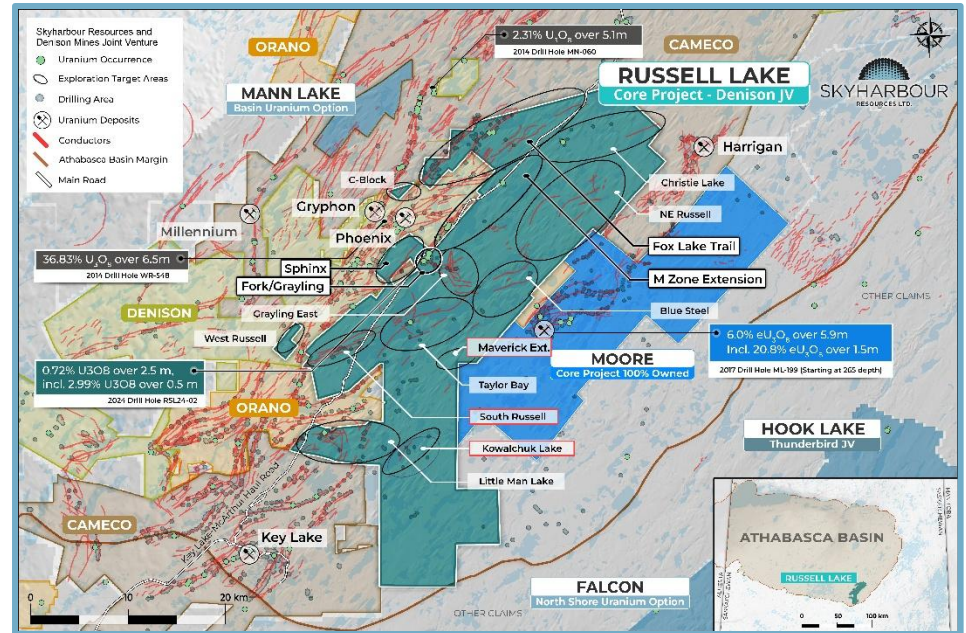 Skyharbour Resources and
Denison Mines Joint Venture
Uranium Occurrence
Exploration Target Areas
Drilling Area
Uranium Deposits
Conductors
Athabasca Basin Margin
Main Road
ORANO
2.31% U₃O₈ over 5.1m
2014 Drill Hole MN-060
CAMECO
MANN LAKE
Basin Uranium Option
RUSSELL LAKE
Core Project - Denison JV
SKYHARBOUR
RESOURCES LTD.
Harrigan
C-Block
Christie Lake
Gryphon
NE Russell
Millennium
Phoenix
Fox Lake Trail
36.83% U₃O₈ over 6.5m
2014 Drill Hole WR-548
Sphinx
Fork/Grayling
M Zone Extension
OTHER CLAIMS
Grayling East
Blue Steel
DENISON
West Russell
Maverick Ext.
MOORE
Core Project 100% Owned
6.0% eU₃O₈ over 5.9m
Incl. 20.8% eU₃O₈ over 1.5m
2017 Drill Hole ML-199 (Starting at 265 depth)
0.72% U3O8 over 2.5 m,
incl. 2.99% U3O8 over 0.5 m
2024 Drill Hole RSL24-02
Taylor Bay
ORANO
South Russell
HOOK LAKE
Thunderbird JV
Kowalchuk Lake
Little Man Lake
CAMECO
Key Lake-McArthur Haul Road
Key Lake
ATHABASCA BASIN
RUSSELL LAKE
FALCON
North Shore Uranium Option
OTHER CLAIMS
0 10 20 km
0 50 100 km